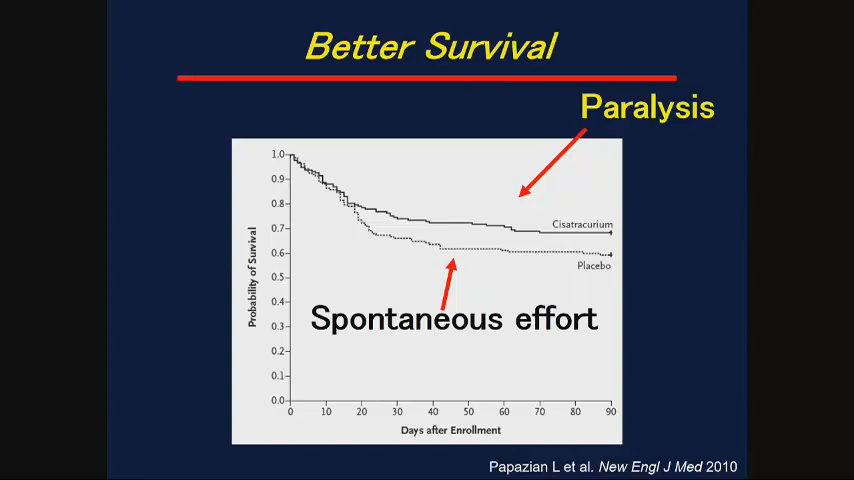 Better Survival
Paralysis
1.0
0.9
0.8
0.7
0.6
0.5
0.4
0.3
0.2
0.1
0.0
Probability of Survival
Cisatracurium
Placebo
Spontaneous effort
0 10 20 30 40 50 60 70 80 90
Days after Enrollment
Papazian L et al. New Engl J Med 2010